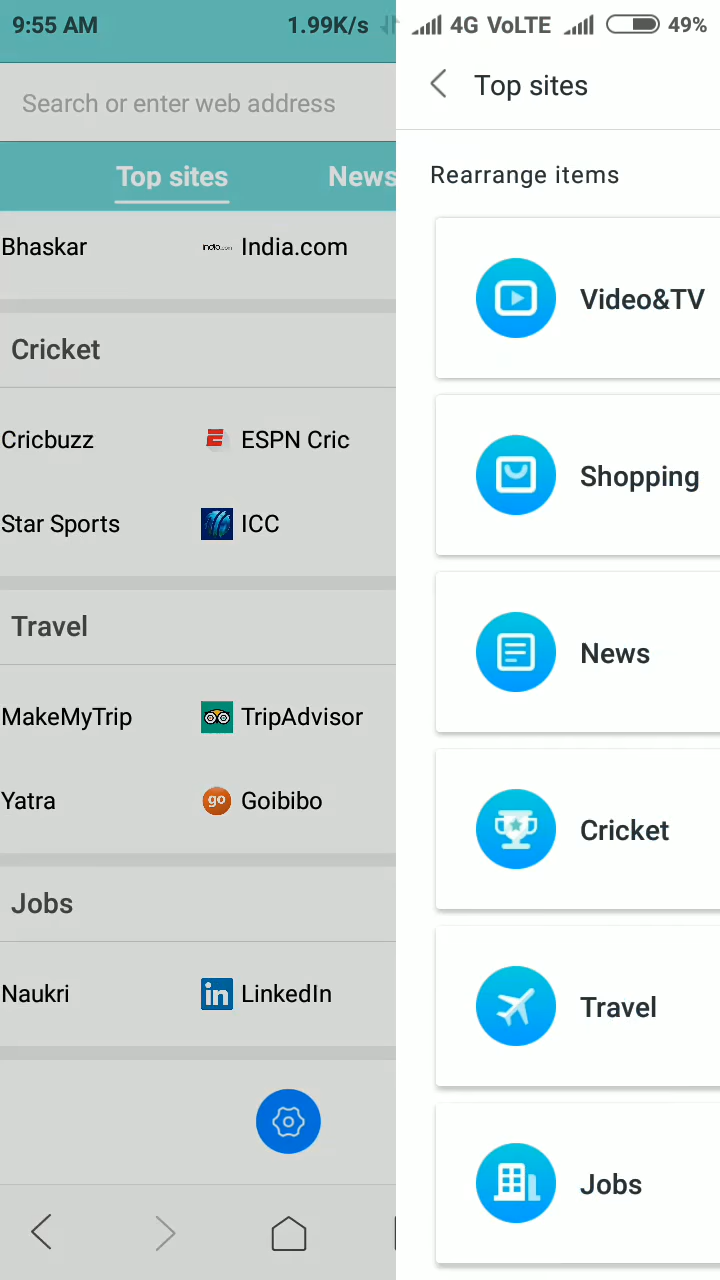 9:55 AM 1.99K/s 4G VoLTE 49%
Search or enter web address
Top sites News
Bhaskar India.com
Cricket
Cricbuzz ESPN Cric
Star Sports ICC
Travel
MakeMyTrip TripAdvisor
Yatra go Goibibo
Jobs
Naukri in LinkedIn
Top sites
Rearrange items
Video&TV
Shopping
News
Cricket
Travel
Jobs